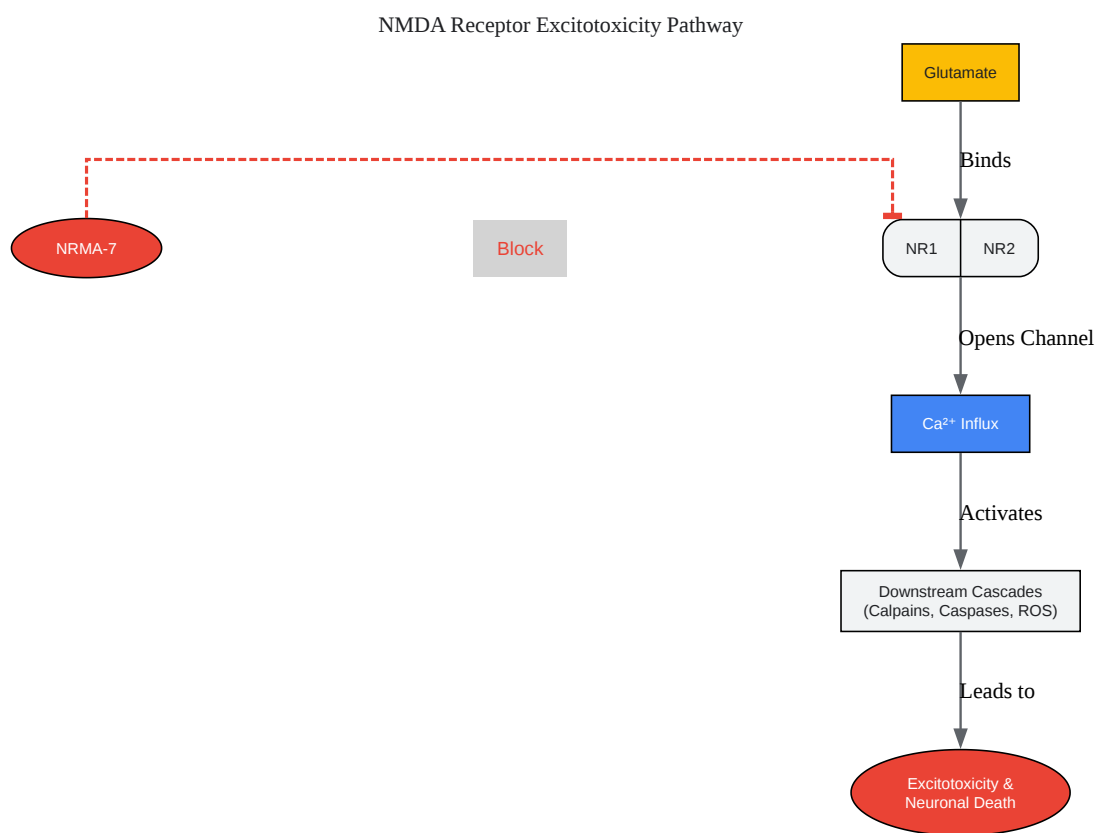 NMDA Receptor Excitotoxicity Pathway
Glutamate
Binds
NRMA-7
Block
NR1
NR2
Opens Channel
Ca²⁺ Influx
Activates
Downstream Cascades
(Calpains, Caspases, ROS)
Leads to
Excitotoxicity &
Neuronal Death